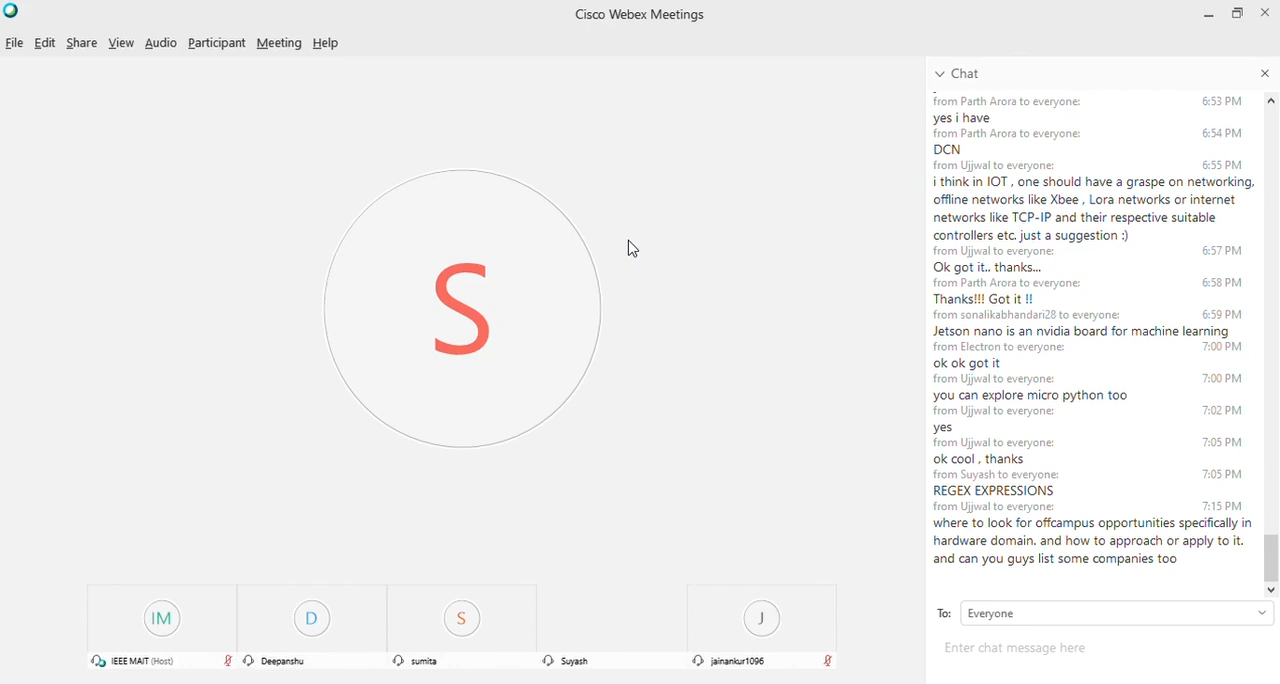 Cisco Webex Meetings
File Edit Share View Audio Participant Meeting Help
Chat
from Parth Arora to everyone: 6:53 PM
yes i have
from Parth Arora to everyone: 6:54 PM
DCN
from Ujjwal to everyone: 6:55 PM
i think in IOT , one should have a graspe on networking,
offline networks like Xbee , Lora networks or internet
networks like TCP-IP and their respective suitable
controllers etc. just a suggestion :)
from Ujjwal to everyone: 6:57 PM
Ok got it.. thanks...
from Parth Arora to everyone: 6:58 PM
Thanks!!! Got it !!
from sonalikabhandari28 to everyone: 6:59 PM
Jetson nano is an nvidia board for machine learning
from Electron to everyone: 7:00 PM
ok ok got it
from Ujjwal to everyone: 7:00 PM
you can explore micro python too
from Ujjwal to everyone: 7:02 PM
yes
from Ujjwal to everyone: 7:05 PM
ok cool , thanks
from Suyash to everyone: 7:05 PM
REGEX EXPRESSIONS
from Ujjwal to everyone: 7:15 PM
where to look for offcampus opportunities specifically in
hardware domain. and how to approach or apply to it.
and can you guys list some companies too
To: Everyone
Enter chat message here
S
IM D S J
IEEE MAIT (Host) Deepanshu sumita Suyash jainankur1096